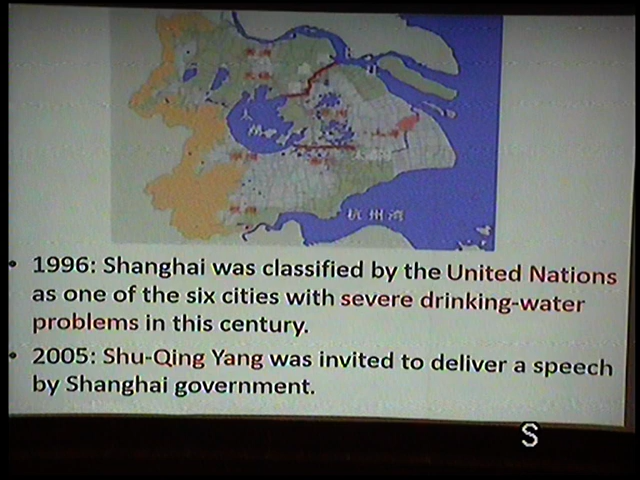 杭州湾
• 1996: Shanghai was classified by the United Nations
as one of the six cities with severe drinking-water
problems in this century.
• 2005: Shu-Qing Yang was invited to deliver a speech
by Shanghai government.
S